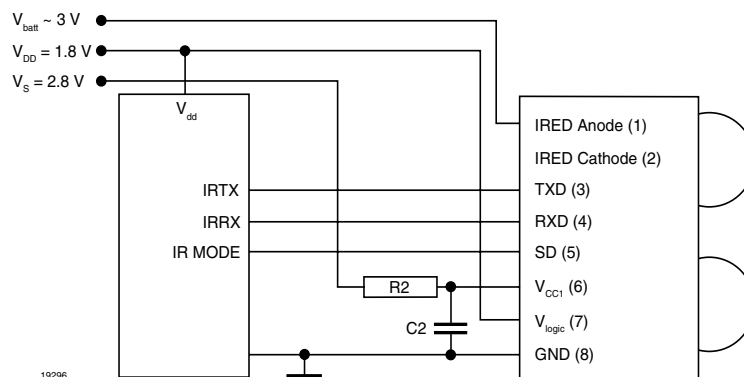 V_batt ~ 3 V
V_DD = 1.8 V
V_S = 2.8 V
V_dd
IRED Anode (1)
IRED Cathode (2)
IRTX
TXD (3)
IRRX
RXD (4)
IR MODE
SD (5)
R2
V_CC1 (6)
C2
V_logic (7)
GND (8)
19296